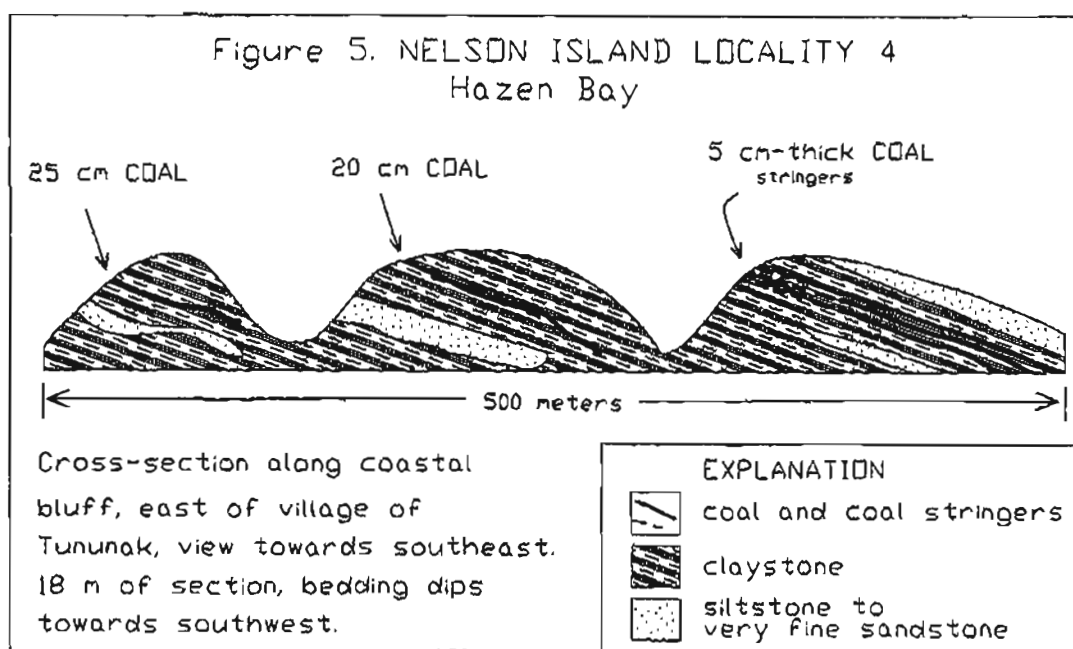 Figure 5. NELSON ISLAND LOCALITY 4
Hazen Bay
25 cm COAL
20 cm COAL
5 cm-thick COAL
stringers
500 meters
Cross-section along coastal
bluff, east of village of
Tununak, view towards southeast.
18 m of section, bedding dips
towards southwest.
EXPLANATION
coal and coal stringers
claystone
siltstone to
very fine sandstone